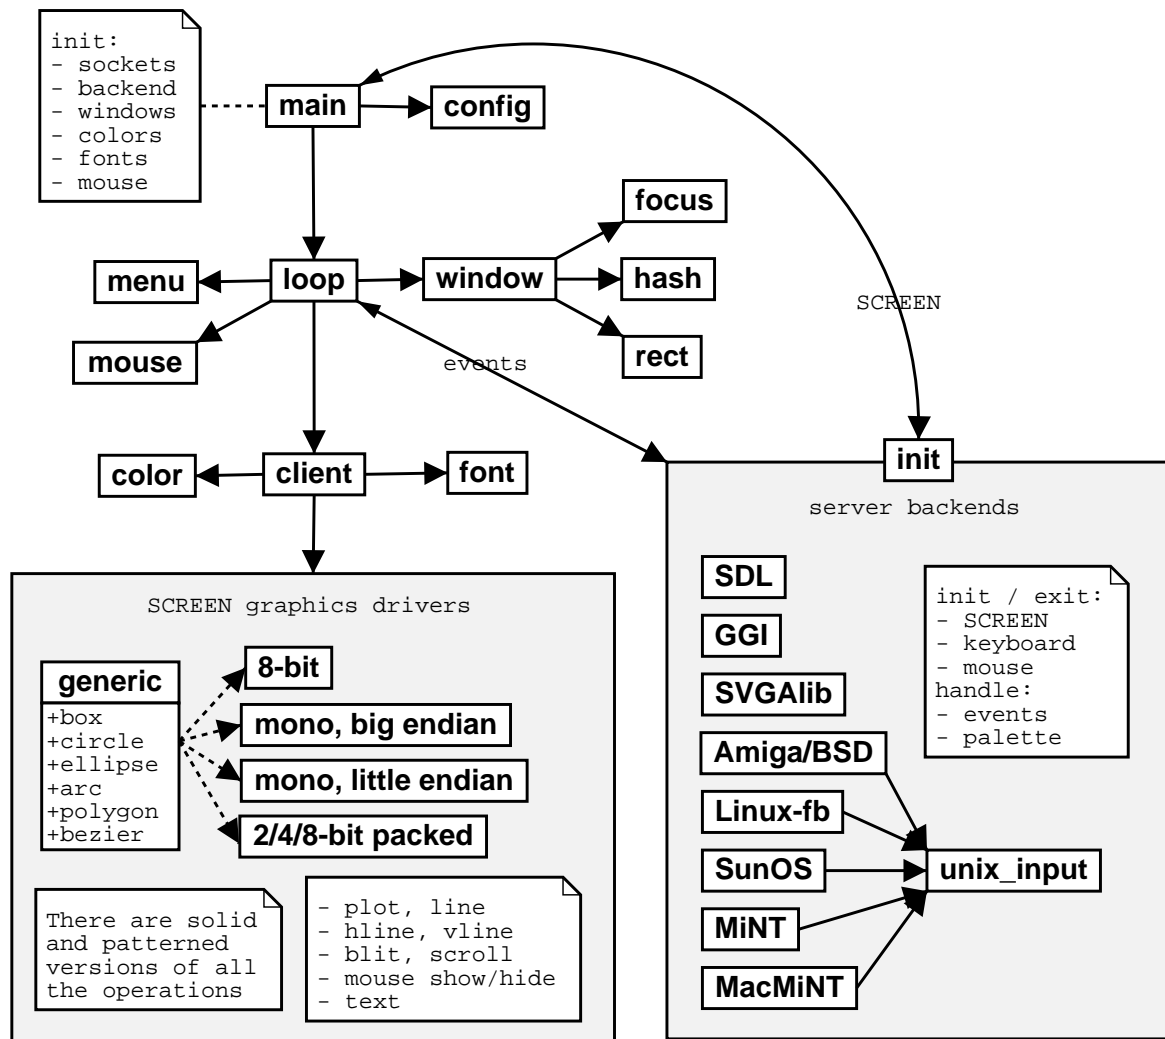 init:
- sockets
- backend
- windows
- colors
- fonts
- mouse
main
config
focus
menu
loop
window
hash
SCREEN
mouse
events
rect
color
client
font
init
server backends
SDL
GGI
SVGAlib
Amiga/BSD
Linux-fb
SunOS
MiNT
MacMiNT
unix_input
init / exit:
- SCREEN
- keyboard
- mouse
handle:
- events
- palette
SCREEN graphics drivers
generic
+box
+circle
+ellipse
+arc
+polygon
+bezier
8-bit
mono, big endian
mono, little endian
2/4/8-bit packed
There are solid
and patterned
versions of all
the operations
- plot, line
- hline, vline
- blit, scroll
- mouse show/hide
- text